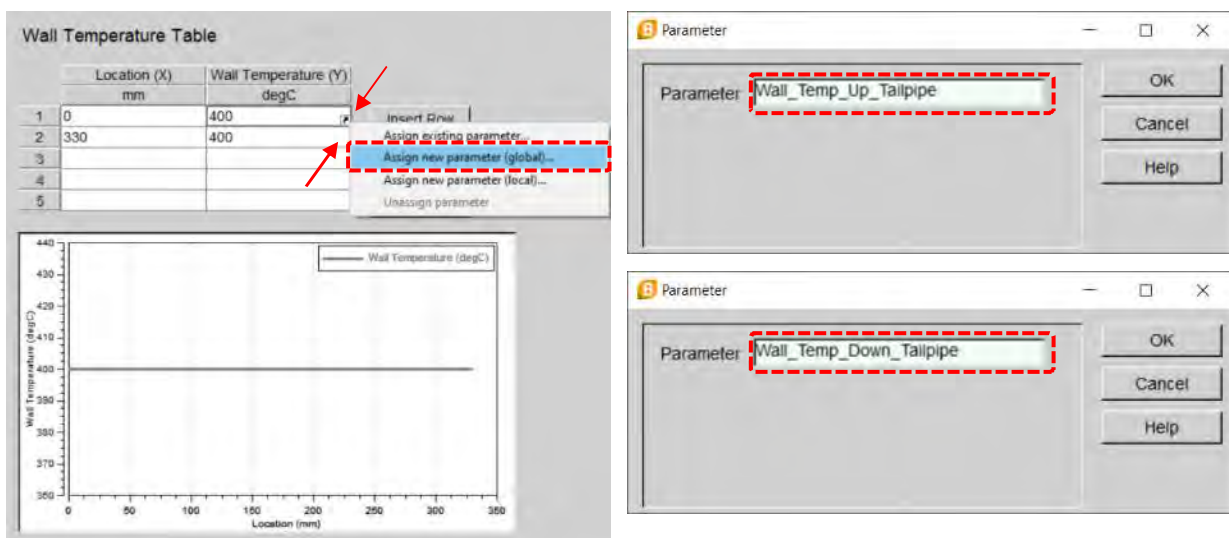 Wall Temperature Table
Location (X) Wall Temperature (Y)
mm degC
1 0 400 Insert Row
2 330 400
3
4
5
Assign existing parameter...
Assign new parameter (global)...
Assign new parameter (local)...
Unassign parameter
Wall Temperature (degC)
440
430
420
410
400
390
380
370
360
Wall Temperature (degC)
0 50 100 150 200 250 300 350
Location (mm)
Parameter
Parameter Wall_Temp_Up_Tailpipe
OK
Cancel
Help
Parameter
Parameter Wall_Temp_Down_Tailpipe
OK
Cancel
Help